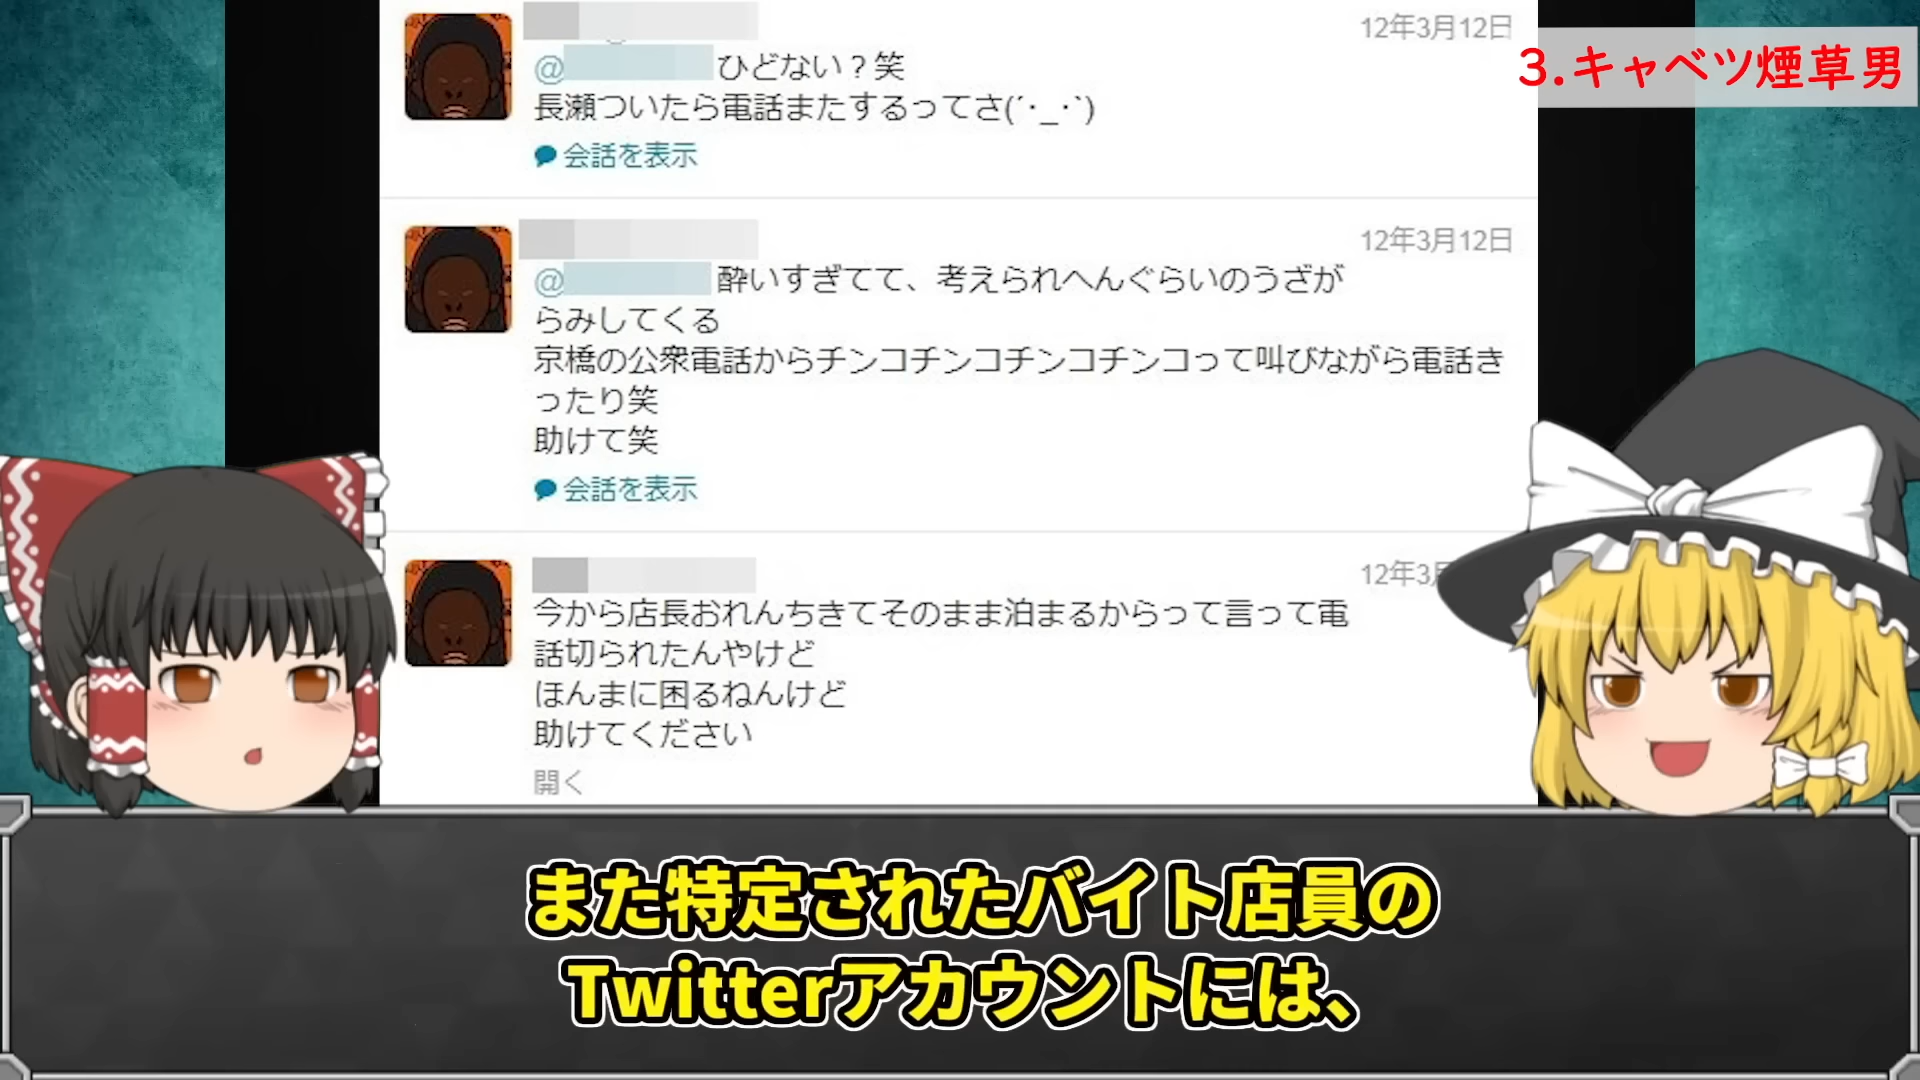 12年3月12日
3.キャベツ煙草男
@ ひどない？笑
長瀬ついたら電話またするってさ(´･_･`)
会話を表示
12年3月12日
@ 酔いすぎてて、考えられへんぐらいのうざが
らみしてくる
京橋の公衆電話からチンコチンコチンコチンコって叫びながら電話き
ったり笑
助けて笑
会話を表示
12年3月
今から店長おれんちきてそのまま泊まるからって言って電
話切られたんやけど
ほんまに困るねんけど
助けてください
開く
また特定されたバイト店員の
Twitterアカウントには、